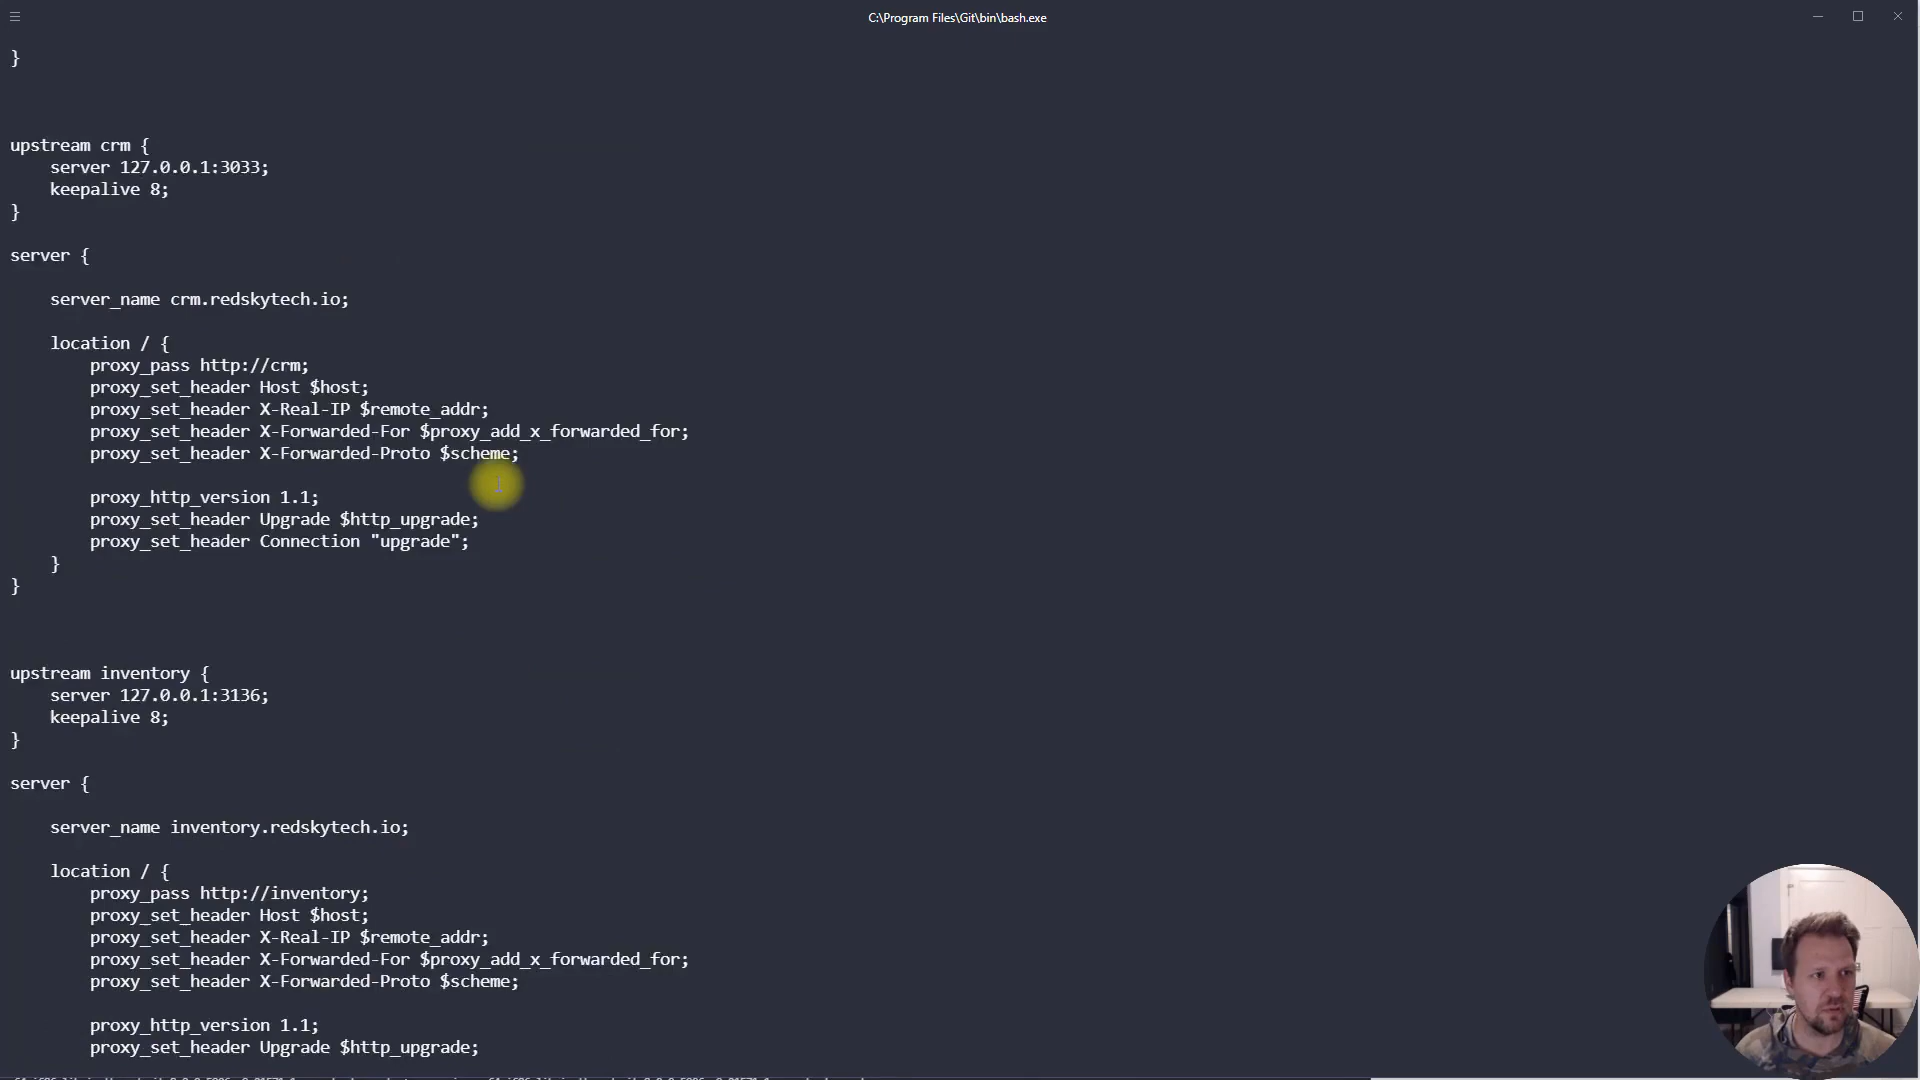 C:\Program Files\Git\bin\bash.exe
}
upstream crm {
    server 127.0.0.1:3033;
    keepalive 8;
}
server {
    server_name crm.redskytech.io;
    location / {
        proxy_pass http://crm;
        proxy_set_header Host $host;
        proxy_set_header X-Real-IP $remote_addr;
        proxy_set_header X-Forwarded-For $proxy_add_x_forwarded_for;
        proxy_set_header X-Forwarded-Proto $scheme;
        proxy_http_version 1.1;
        proxy_set_header Upgrade $http_upgrade;
        proxy_set_header Connection "upgrade";
    }
}
upstream inventory {
    server 127.0.0.1:3136;
    keepalive 8;
}
server {
    server_name inventory.redskytech.io;
    location / {
        proxy_pass http://inventory;
        proxy_set_header Host $host;
        proxy_set_header X-Real-IP $remote_addr;
        proxy_set_header X-Forwarded-For $proxy_add_x_forwarded_for;
        proxy_set_header X-Forwarded-Proto $scheme;
        proxy_http_version 1.1;
        proxy_set_header Upgrade $http_upgrade;